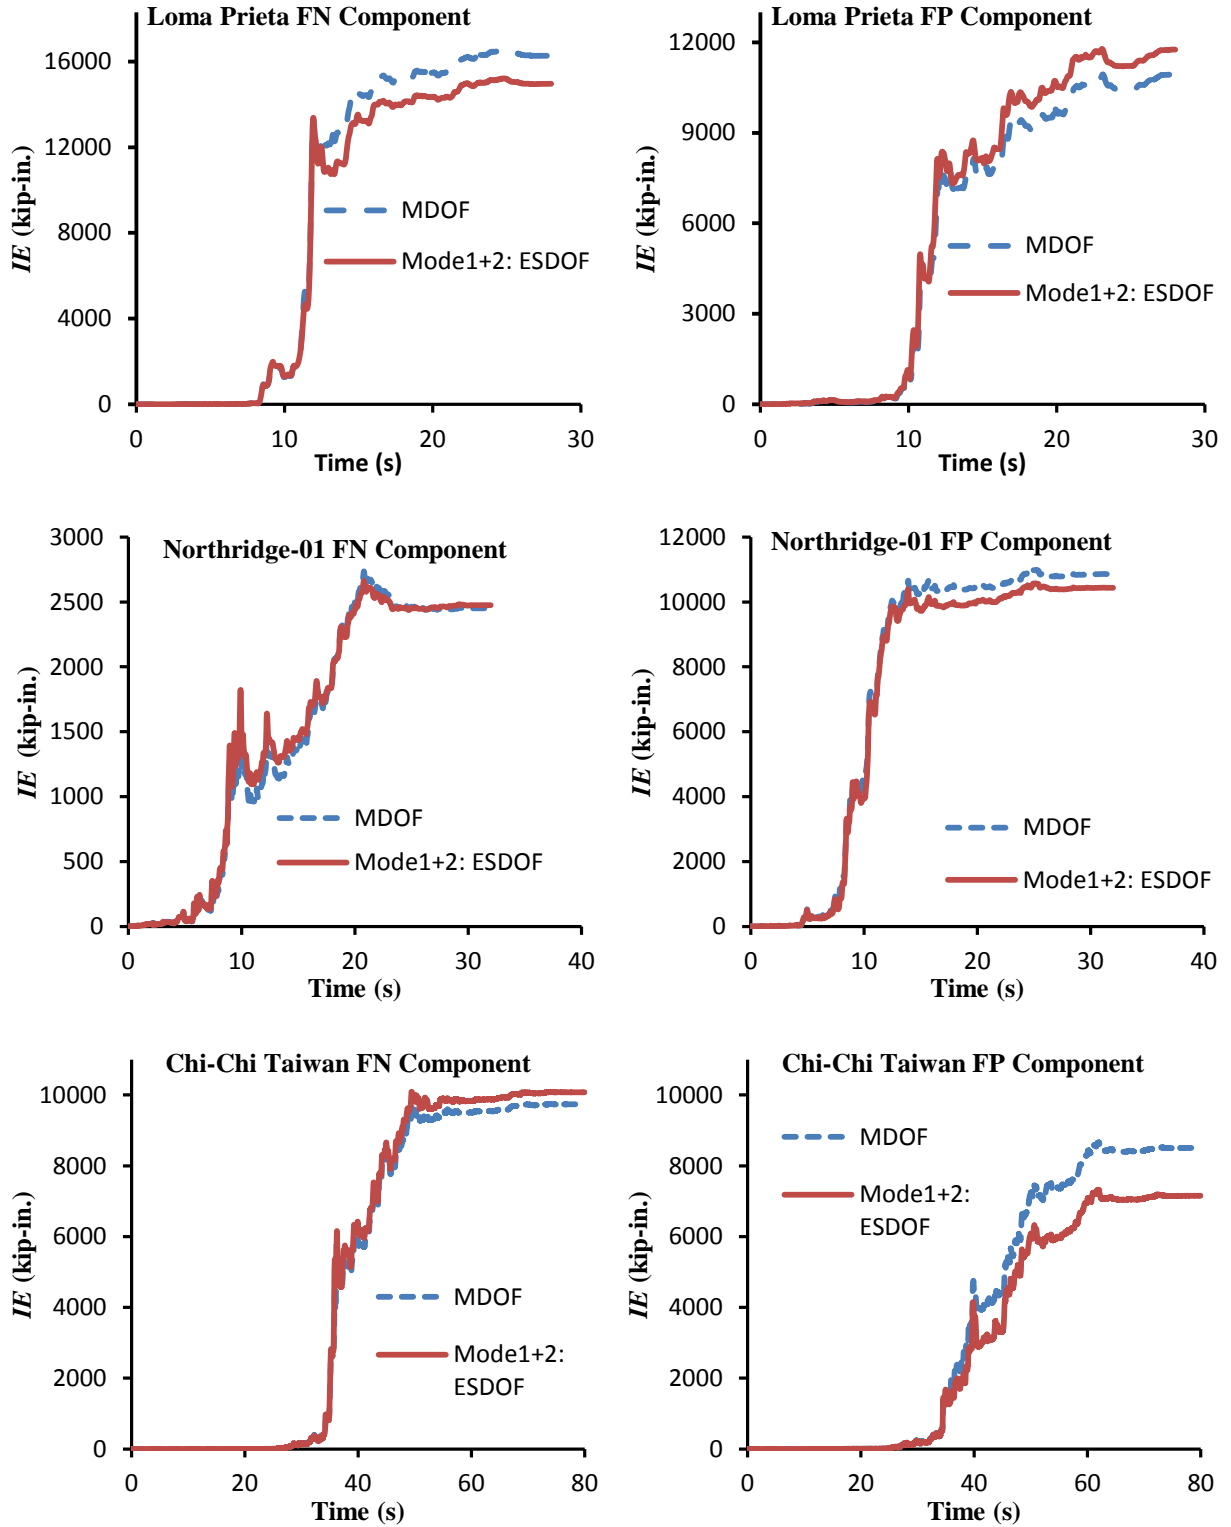 Loma Prieta FN Component
IE (kip-in.)
16000
12000
8000
4000
0
MDOF
Mode1+2: ESDOF
0 10 20 30
Time (s)
Loma Prieta FP Component
IE (kip-in.)
12000
9000
6000
3000
0
MDOF
Mode1+2: ESDOF
0 10 20 30
Time (s)
Northridge-01 FN Component
IE (kip-in.)
3000
2500
2000
1500
1000
500
0
MDOF
Mode1+2: ESDOF
0 10 20 30 40
Time (s)
Northridge-01 FP Component
IE (kip-in.)
12000
10000
8000
6000
4000
2000
0
MDOF
Mode1+2: ESDOF
0 10 20 30 40
Time (s)
Chi-Chi Taiwan FN Component
IE (kip-in.)
10000
8000
6000
4000
2000
0
MDOF
Mode1+2:
ESDOF
0 20 40 60 80
Time (s)
Chi-Chi Taiwan FP Component
IE (kip-in.)
10000
8000
6000
4000
2000
0
MDOF
Mode1+2:
ESDOF
0 20 40 60 80
Time (s)